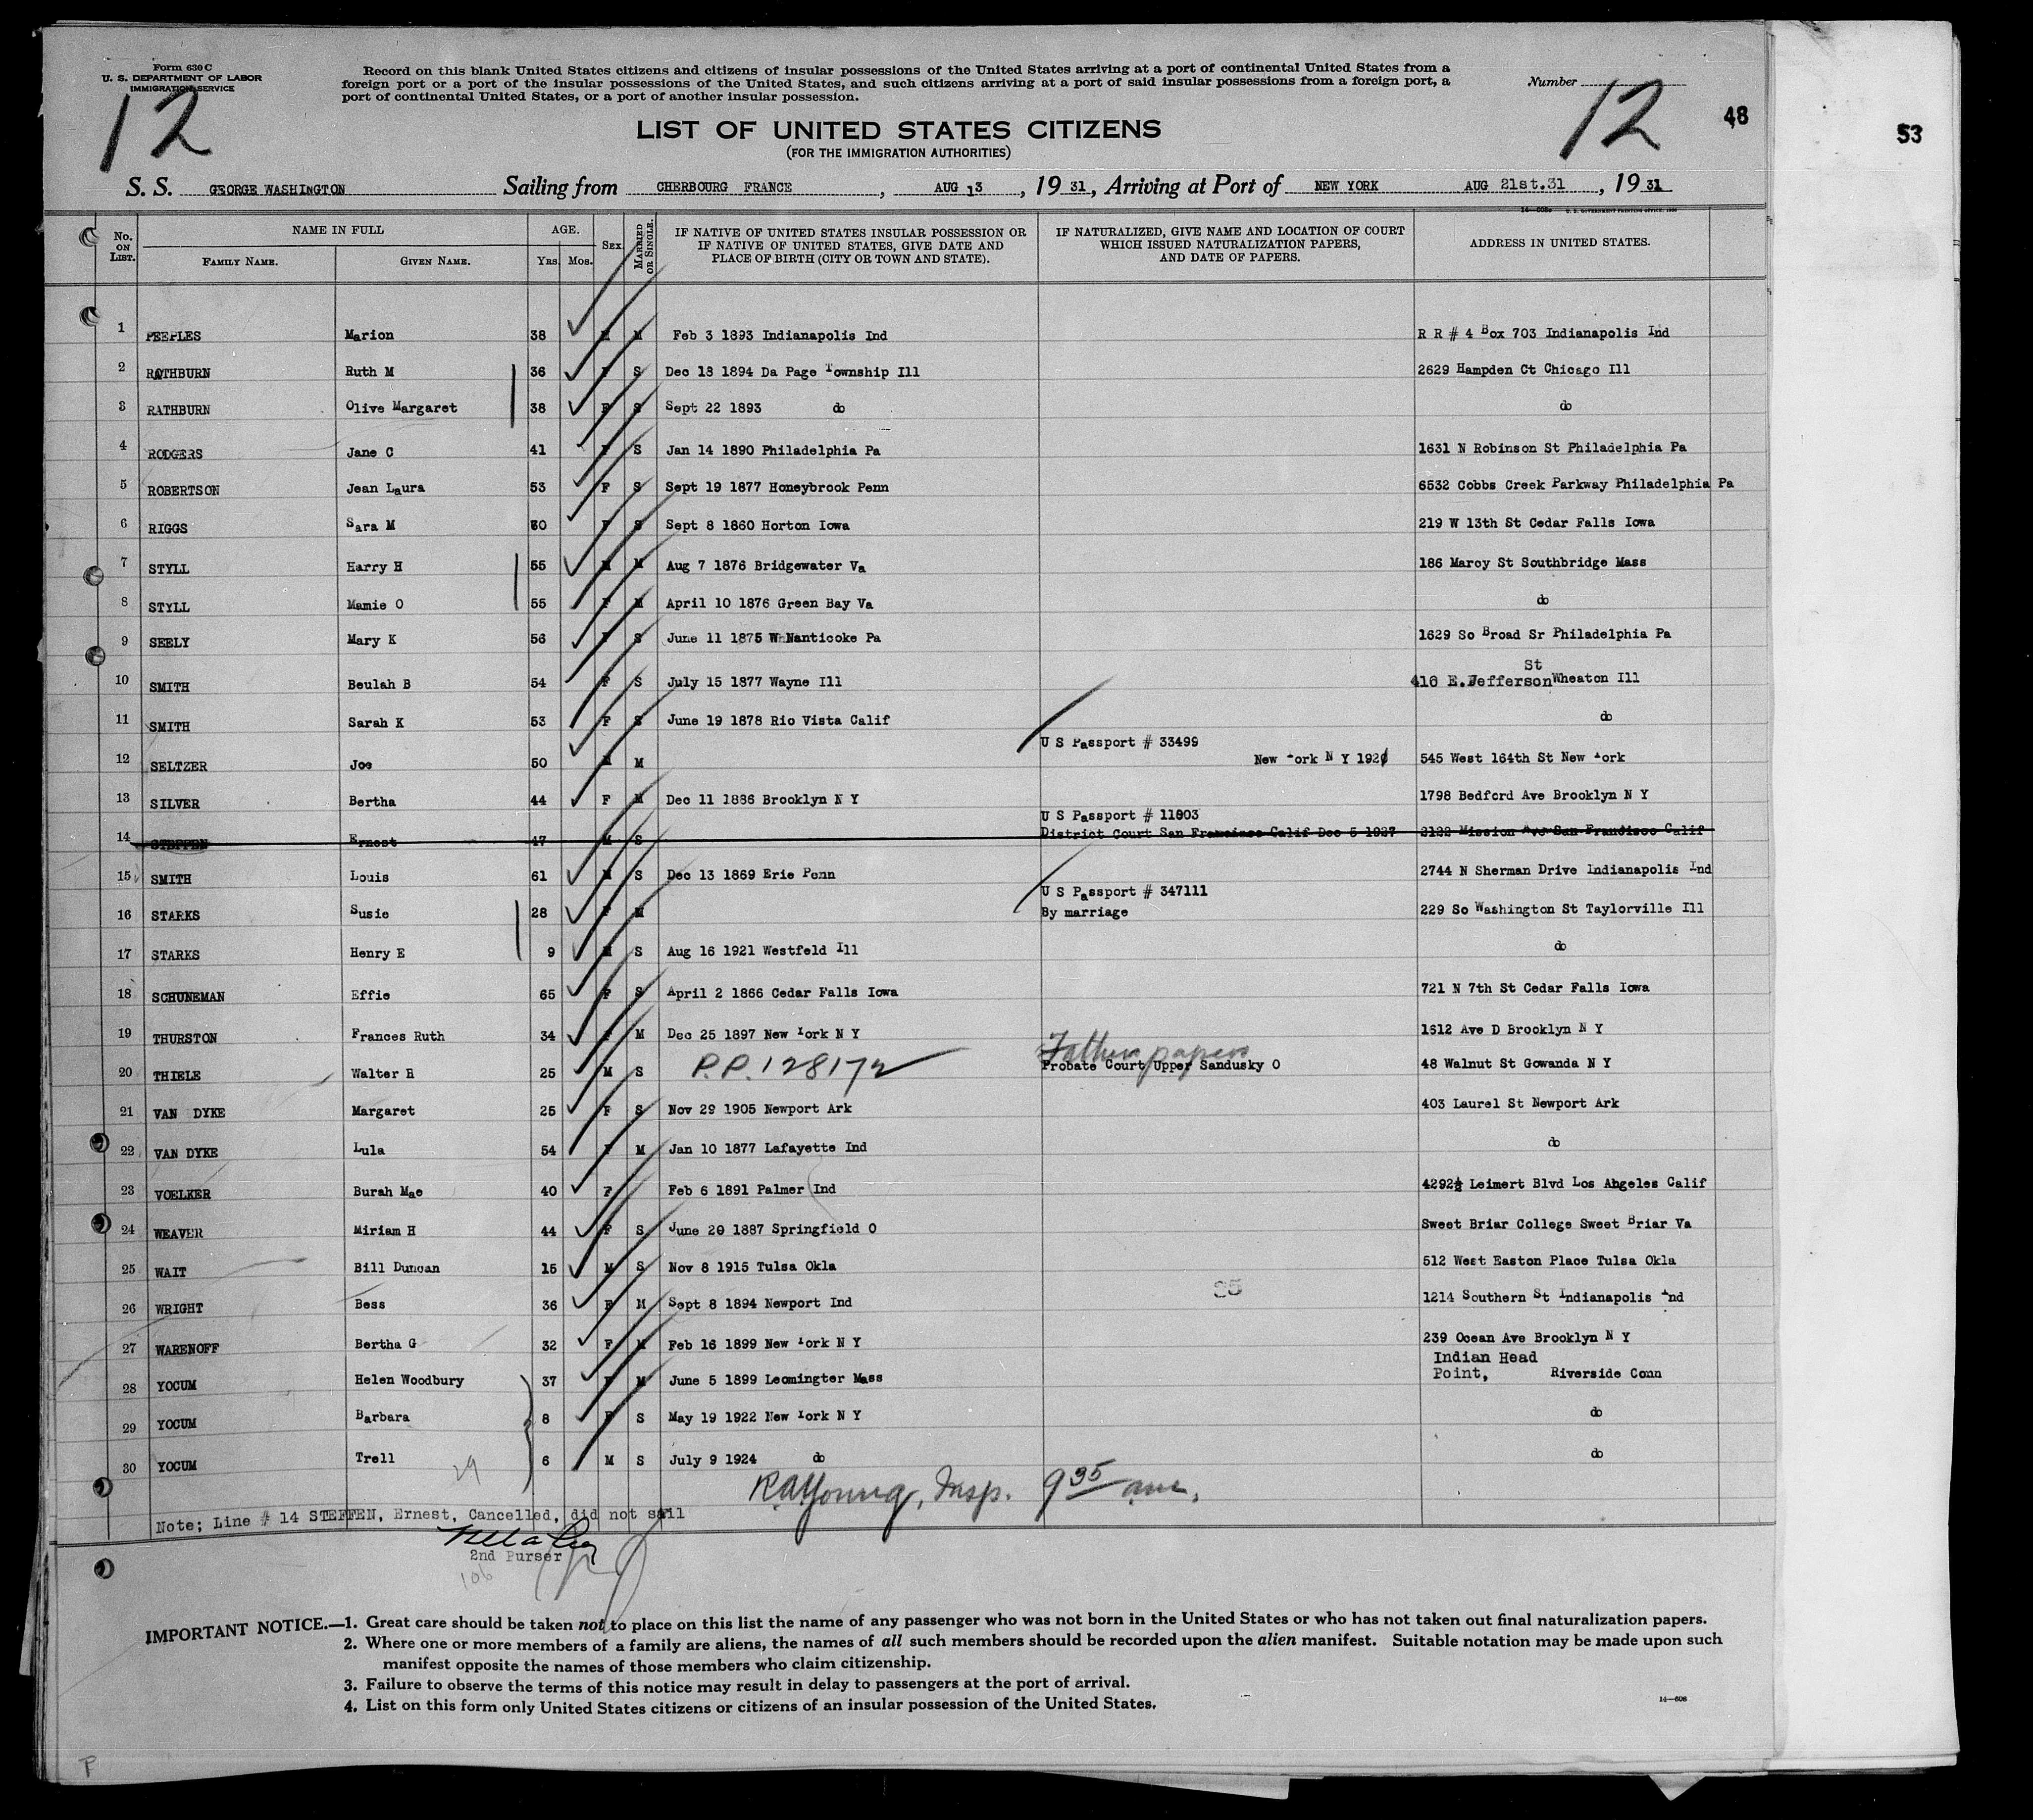 Form 630 C
U. S. DEPARTMENT OF LABOR
IMMIGRATION SERVICE
Record on this blank United States citizens and citizens of insular possessions of the United States arriving at a port of continental United States from a
foreign port or a port of the insular possessions of the United States, and such citizens arriving at a port of said insular possessions from a foreign port, a
port of continental United States, or a port of another insular possession.
Number
12
12
48
53
LIST OF UNITED STATES CITIZENS
(FOR THE IMMIGRATION AUTHORITIES)
S. S. GEORGE WASHINGTON Sailing from CHERBOURG FRANCE, AUG 13, 1931, Arriving at Port of NEW YORK AUG 21st.31, 1931
No. ON LIST. NAME IN FULL FAMILY NAME. GIVEN NAME. AGE. YRS. MOS. SEX MARRIED OR SINGLE. IF NATIVE OF UNITED STATES INSULAR POSSESSION OR IF NATIVE OF UNITED STATES, GIVE DATE AND PLACE OF BIRTH (CITY OR TOWN AND STATE). IF NATURALIZED, GIVE NAME AND LOCATION OF COURT WHICH ISSUED NATURALIZATION PAPERS, AND DATE OF PAPERS. ADDRESS IN UNITED STATES.
1 PEEPLES Marion 38 M M Feb 3 1893 Indianapolis Ind R R # 4 Box 703 Indianapolis Ind
2 RATHBURN Ruth M 36 F S Dec 18 1894 Da Page Township Ill 2629 Hampden Ct Chicago Ill
3 RATHBURN Olive Margaret 38 F S Sept 22 1893 do do
4 RODGERS Jane C 41 F S Jan 14 1890 Philadelphia Pa 1631 N Robinson St Philadelphia Pa
5 ROBERTSON Jean Laura 53 F S Sept 19 1877 Honeybrook Penn 6532 Cobbs Creek Parkway Philadelphia Pa
6 RIGGS Sara M 70 F S Sept 8 1860 Horton Iowa 219 W 13th St Cedar Falls Iowa
7 STYLL Harry H 55 M M Aug 7 1876 Bridgewater Va 186 Marcy St Southbridge Mass
8 STYLL Mamie O 55 F M April 10 1876 Green Bay Va do
9 SEELY Mary K 56 F S June 11 1875 W Nanticoke Pa 1629 So Broad Sr Philadelphia Pa
10 SMITH Beulah B 54 F S July 15 1877 Wayne Ill 416 E.Jefferson St Wheaton Ill
11 SMITH Sarah K 53 F S June 19 1878 Rio Vista Calif do
U S Passport # 33499
12 SELTZER Joe 50 M M New York N Y 1920 545 West 164th St New York
13 SILVER Bertha 44 F M Dec 11 1886 Brooklyn N Y 1798 Bedford Ave Brooklyn N Y
U S Passport # 11803
14 STEFFEN Ernest 47 M S District Court San Francisco Calif Dec 5 1927 2122 Mission Ave San Francisco Calif
15 SMITH Louis 61 M S Dec 13 1869 Erie Penn 2744 N Sherman Drive Indianapolis Ind
U S Passport # 347111
16 STARKS Susie 28 F M By marriage 229 So Washington St Taylorville Ill
17 STARKS Henry E 9 M S Aug 16 1921 Westfeld Ill do
18 SCHUNEMAN Effie 65 F S April 2 1866 Cedar Falls Iowa 721 N 7th St Cedar Falls Iowa
19 THURSTON Frances Ruth 34 F M Dec 25 1897 New York N Y 1612 Ave D Brooklyn N Y
Fathers papers
20 THIELE Walter H 25 M S P.P. 128172 Probate Court Upper Sandusky O 48 Walnut St Gowanda N Y
21 VAN DYKE Margaret 25 F S Nov 29 1905 Newport Ark 403 Laurel St Newport Ark
22 VAN DYKE Lula 54 F M Jan 10 1877 Lafayette Ind do
23 VOELKER Burah Mae 40 F Feb 6 1891 Palmer Ind 4292½ Leimert Blvd Los Angeles Calif
24 WEAVER Miriam H 44 F S June 20 1887 Springfield O Sweet Briar College Sweet Briar Va
25 WAIT Bill Duncan 15 M S Nov 8 1915 Tulsa Okla 512 West Easton Place Tulsa Okla
26 WRIGHT Bess 36 F M Sept 8 1894 Newport Ind 1214 Southern St Indianapolis Ind
27 WARENOFF Bertha G 32 F M Feb 16 1899 New York N Y 239 Ocean Ave Brooklyn N Y
28 YOCUM Helen Woodbury 37 F M June 5 1899 Leomingter Mass Indian Head Point, Riverside Conn
29 YOCUM Barbara 8 F S May 19 1922 New York N Y do
30 YOCUM Trell 6 M S July 9 1924 do do
29
R.A. Young, Insp. 9 35 am.
Note; Line # 14 STEFFEN, Ernest, Cancelled, did not sail
2nd Purser
106
IMPORTANT NOTICE.—1. Great care should be taken not to place on this list the name of any passenger who was not born in the United States or who has not taken out final naturalization papers.
2. Where one or more members of a family are aliens, the names of all such members should be recorded upon the alien manifest. Suitable notation may be made upon such
manifest opposite the names of those members who claim citizenship.
3. Failure to observe the terms of this notice may result in delay to passengers at the port of arrival.
4. List on this form only United States citizens or citizens of an insular possession of the United States.
14—608
P